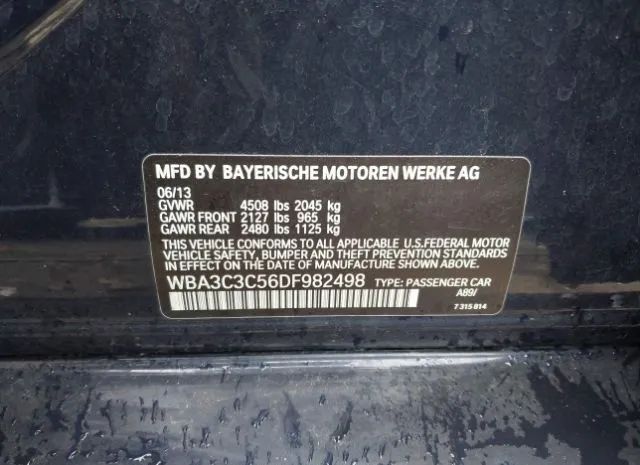 MFD BY BAYERISCHE MOTOREN WERKE AG
06/13
GVWR 4508 lbs 2045 kg
GAWR FRONT 2127 lbs 965 kg
GAWR REAR 2480 lbs 1125 kg
THIS VEHICLE CONFORMS TO ALL APPLICABLE U.S.FEDERAL MOTOR
VEHICLE SAFETY, BUMPER AND THEFT PREVENTION STANDARDS
IN EFFECT ON THE DATE OF MANUFACTURE SHOWN ABOVE.
WBA3C3C56DF982498 TYPE: PASSENGER CAR
A89/
7 315 814